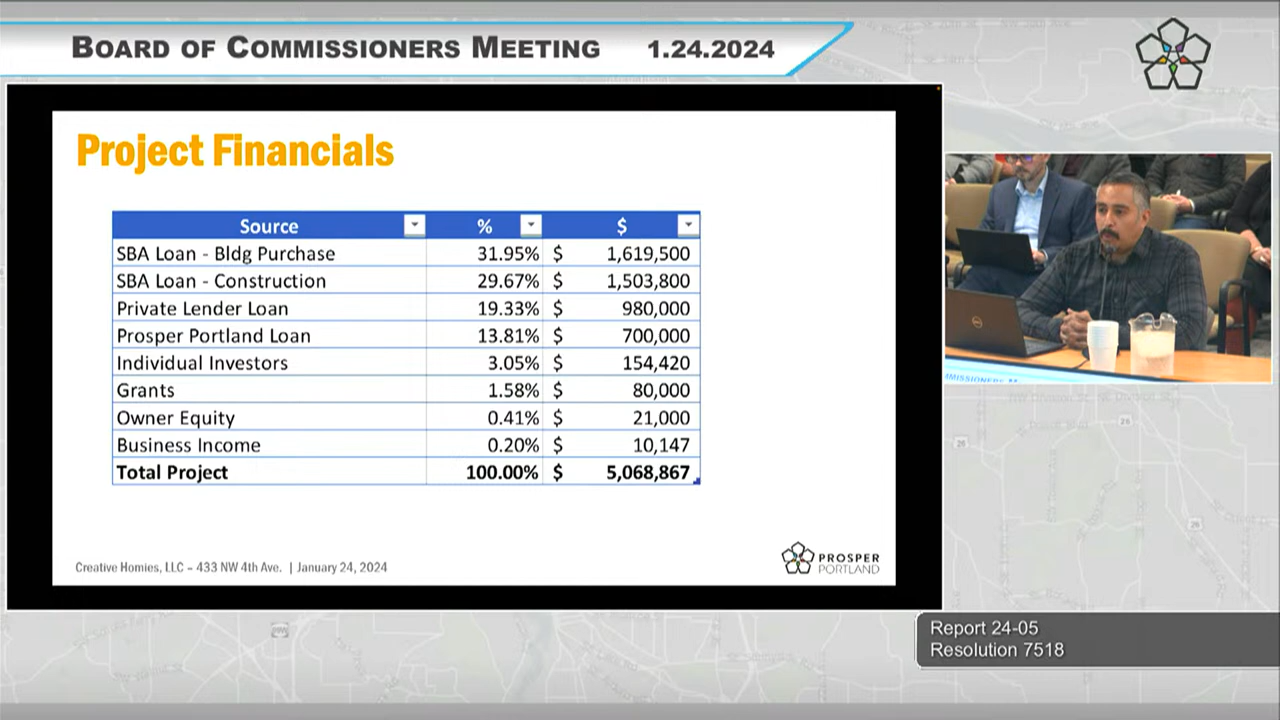 BOARD OF COMMISSIONERS MEETING 1.24.2024
Project Financials
Source % $
SBA Loan - Bldg Purchase 31.95% $ 1,619,500
SBA Loan - Construction 29.67% $ 1,503,800
Private Lender Loan 19.33% $ 980,000
Prosper Portland Loan 13.81% $ 700,000
Individual Investors 3.05% $ 154,420
Grants 1.58% $ 80,000
Owner Equity 0.41% $ 21,000
Business Income 0.20% $ 10,147
Total Project 100.00% $ 5,068,867
Creative Homies, LLC – 433 NW 4th Ave. | January 24, 2024
PROSPER
PORTLAND
Report 24-05
Resolution 7518